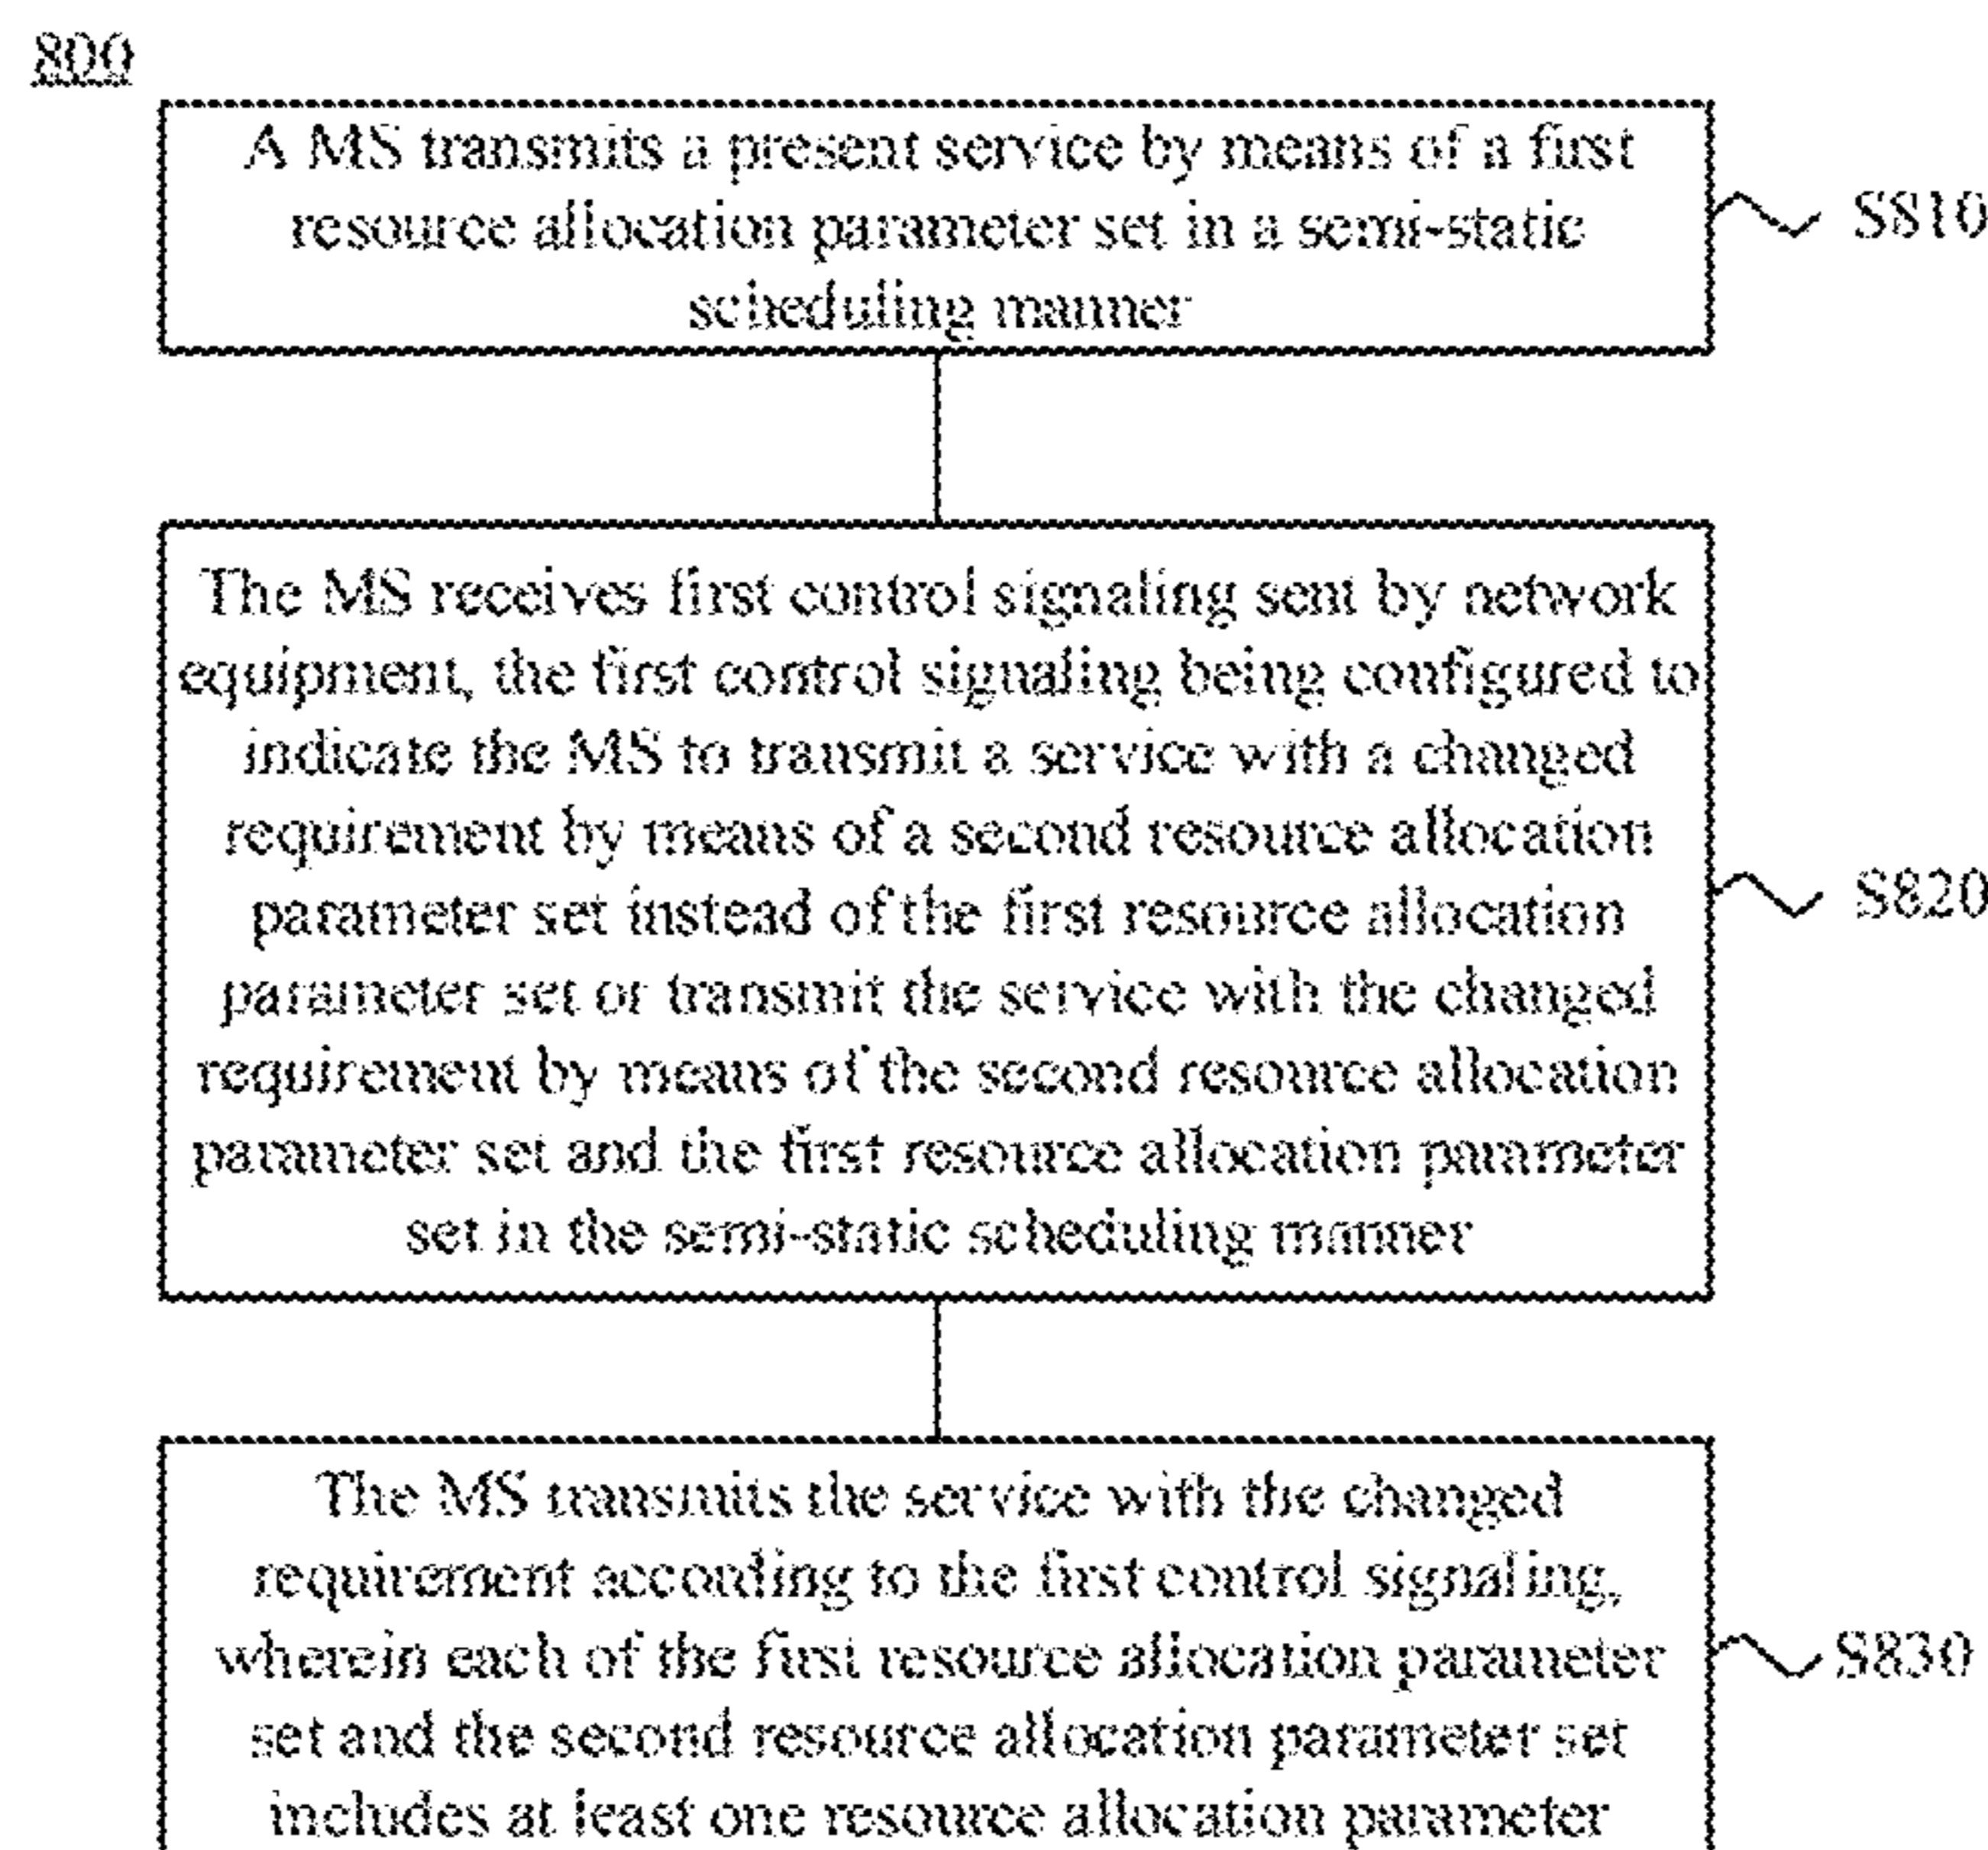 800
A MS transmits a present service by means of a first
resource allocation parameter set in a semi-static
scheduling manner
S810
The MS receives first control signaling sent by network
equipment, the first control signaling being configured to
indicate the MS to transmit a service with a changed
requirement by means of a second resource allocation
parameter set instead of the first resource allocation
parameter set or transmit the service with the changed
requirement by means of the second resource allocation
parameter set and the first resource allocation parameter
set in the semi-static scheduling manner
S820
The MS transmits the service with the changed
requirement according to the first control signaling,
wherein each of the first resource allocation parameter
set and the second resource allocation parameter set
includes at least one resource allocation parameter
S830